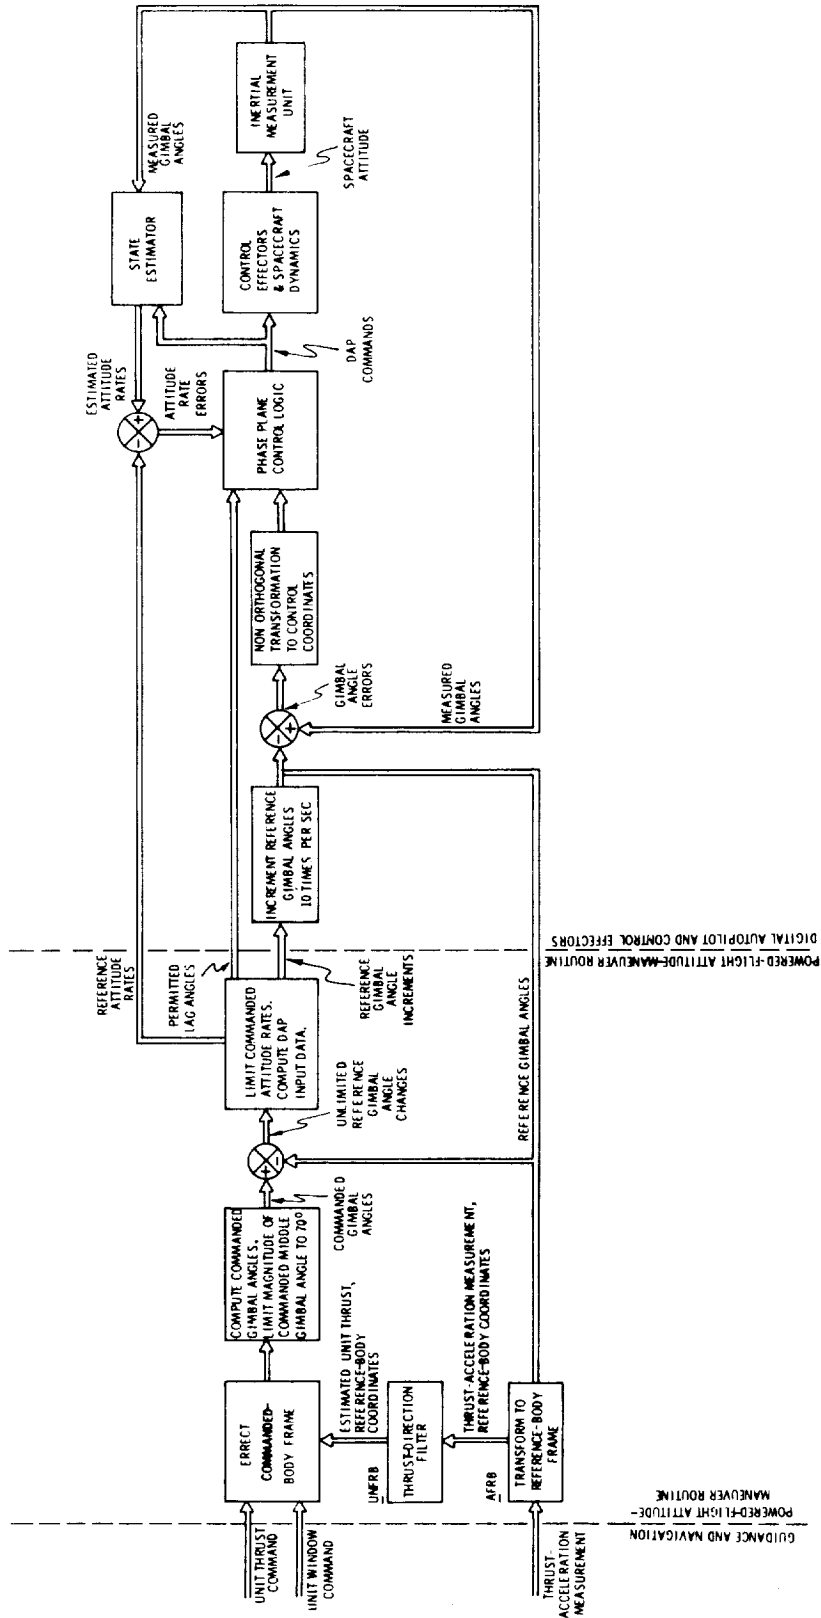 GUIDANCE AND NAVIGATION
POWERED-FLIGHT ATTITUDE-
MANEUVER ROUTINE
UNIT THRUST
COMMAND
UNIT WINDOW
COMMAND
THRUST-
ACCELERATION
MEASUREMENT
ERRECT
COMMANDED-
BODY FRAME
ESTIMATED UNIT THRUST,
REFERENCE-BODY
COORDINATES
UNFRB
THRUST-DIRECTION
FILTER
THRUST-ACCELERATION MEASUREMENT,
REFERENCE-BODY COORDINATES
AFRB
TRANSFORM TO
REFERENCE-BODY
FRAME
COMPUTE COMMANDED
GIMBAL ANGLES.
LIMIT MAGNITUDE OF
COMMANDED MIDDLE
GIMBAL ANGLE TO 70°
COMMANDED
GIMBAL
ANGLES
+
-
UNLIMITED
REFERENCE
GIMBAL
ANGLE
CHANGES
REFERENCE GIMBAL ANGLES
LIMIT COMMANDED
ATTITUDE RATES.
COMPUTE DAP
INPUT DATA.
REFERENCE
ATTITUDE
RATES
PERMITTED
LAG ANGLES
REFERENCE
GIMBAL
ANGLE
INCREMENTS
POWERED-FLIGHT ATTITUDE-MANEUVER ROUTINE
DIGITAL AUTOPILOT AND CONTROL EFFECTORS
INCREMENT REFERENCE
GIMBAL ANGLES
10 TIMES PER SEC
-
+
GIMBAL
ANGLE
ERRORS
MEASURED
GIMBAL
ANGLES
NON ORTHOGONAL
TRANSFORMATION
TO CONTROL
COORDINATES
PHASE PLANE
CONTROL LOGIC
ESTIMATED
ATTITUDE
RATES
-
+
ATTITUDE
RATE
ERRORS
DAP
COMMANDS
STATE
ESTIMATOR
CONTROL
EFFECTORS
& SPACECRAFT
DYNAMICS
SPACECRAFT
ATTITUDE
MEASURED
GIMBAL
ANGLES
INERTIAL
MEASUREMENT
UNIT